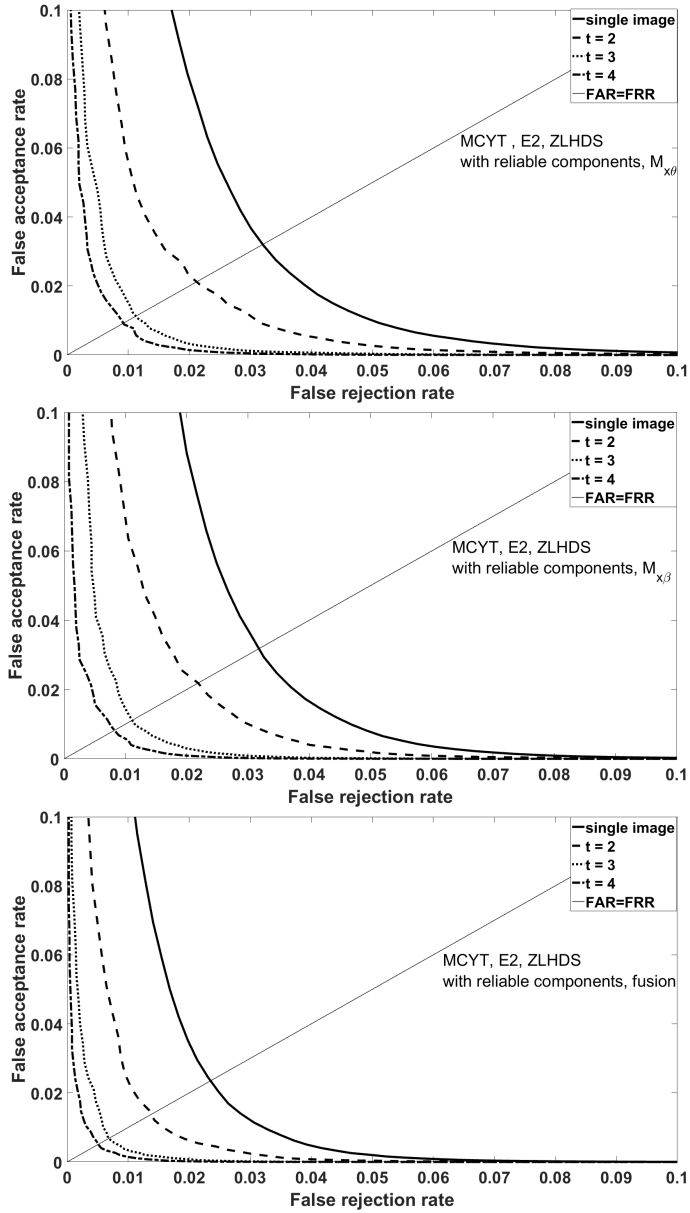 0.1
0.08
0.06
0.04
0.02
0
False acceptance rate
single image
t = 2
t = 3
t = 4
FAR=FRR
MCYT , E2, ZLHDS
with reliable components, Mxθ
0 0.01 0.02 0.03 0.04 0.05 0.06 0.07 0.08 0.09 0.1
False rejection rate
0.1
0.08
0.06
0.04
0.02
0
False acceptance rate
single image
t = 2
t = 3
t = 4
FAR=FRR
MCYT, E2, ZLHDS
with reliable components, Mxβ
0 0.01 0.02 0.03 0.04 0.05 0.06 0.07 0.08 0.09 0.1
False rejection rate
0.1
0.08
0.06
0.04
0.02
0
False acceptance rate
single image
t = 2
t = 3
t = 4
FAR=FRR
MCYT, E2, ZLHDS
with reliable components, fusion
0 0.01 0.02 0.03 0.04 0.05 0.06 0.07 0.08 0.09 0.1
False rejection rate